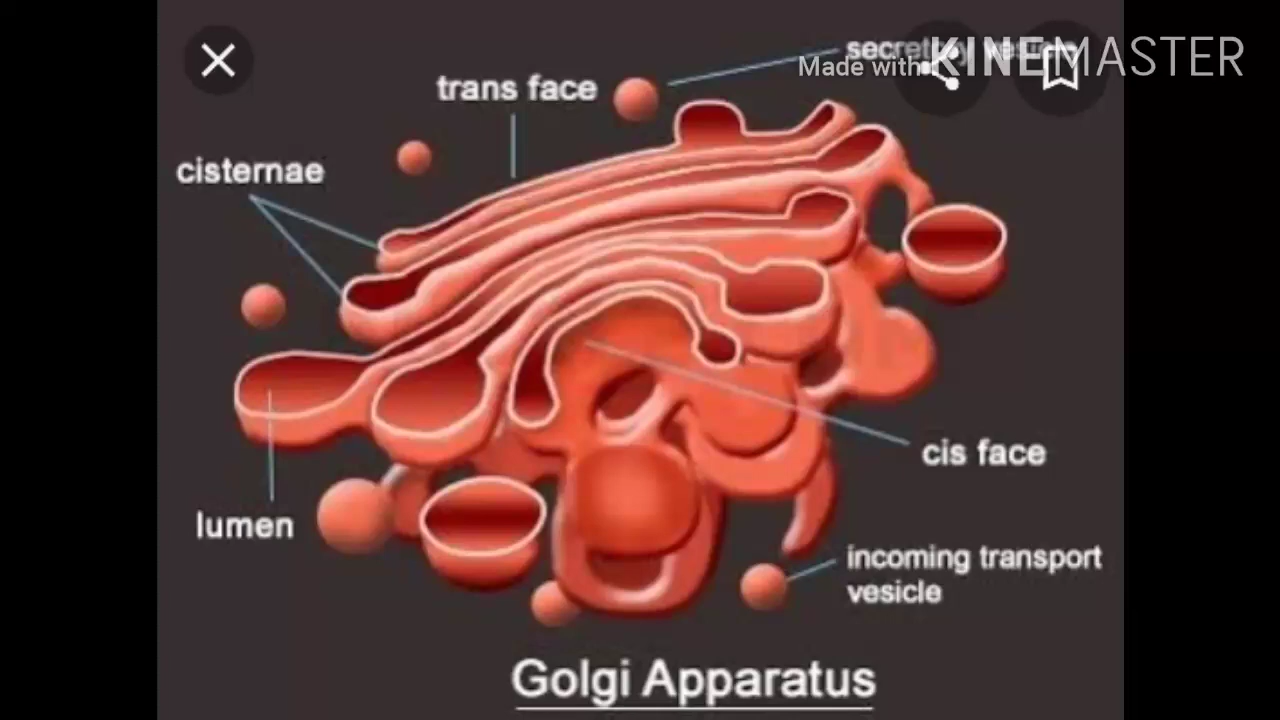 Made with KINEMASTER
trans face
cisternae
cis face
lumen
incoming transport
vesicle
Golgi Apparatus